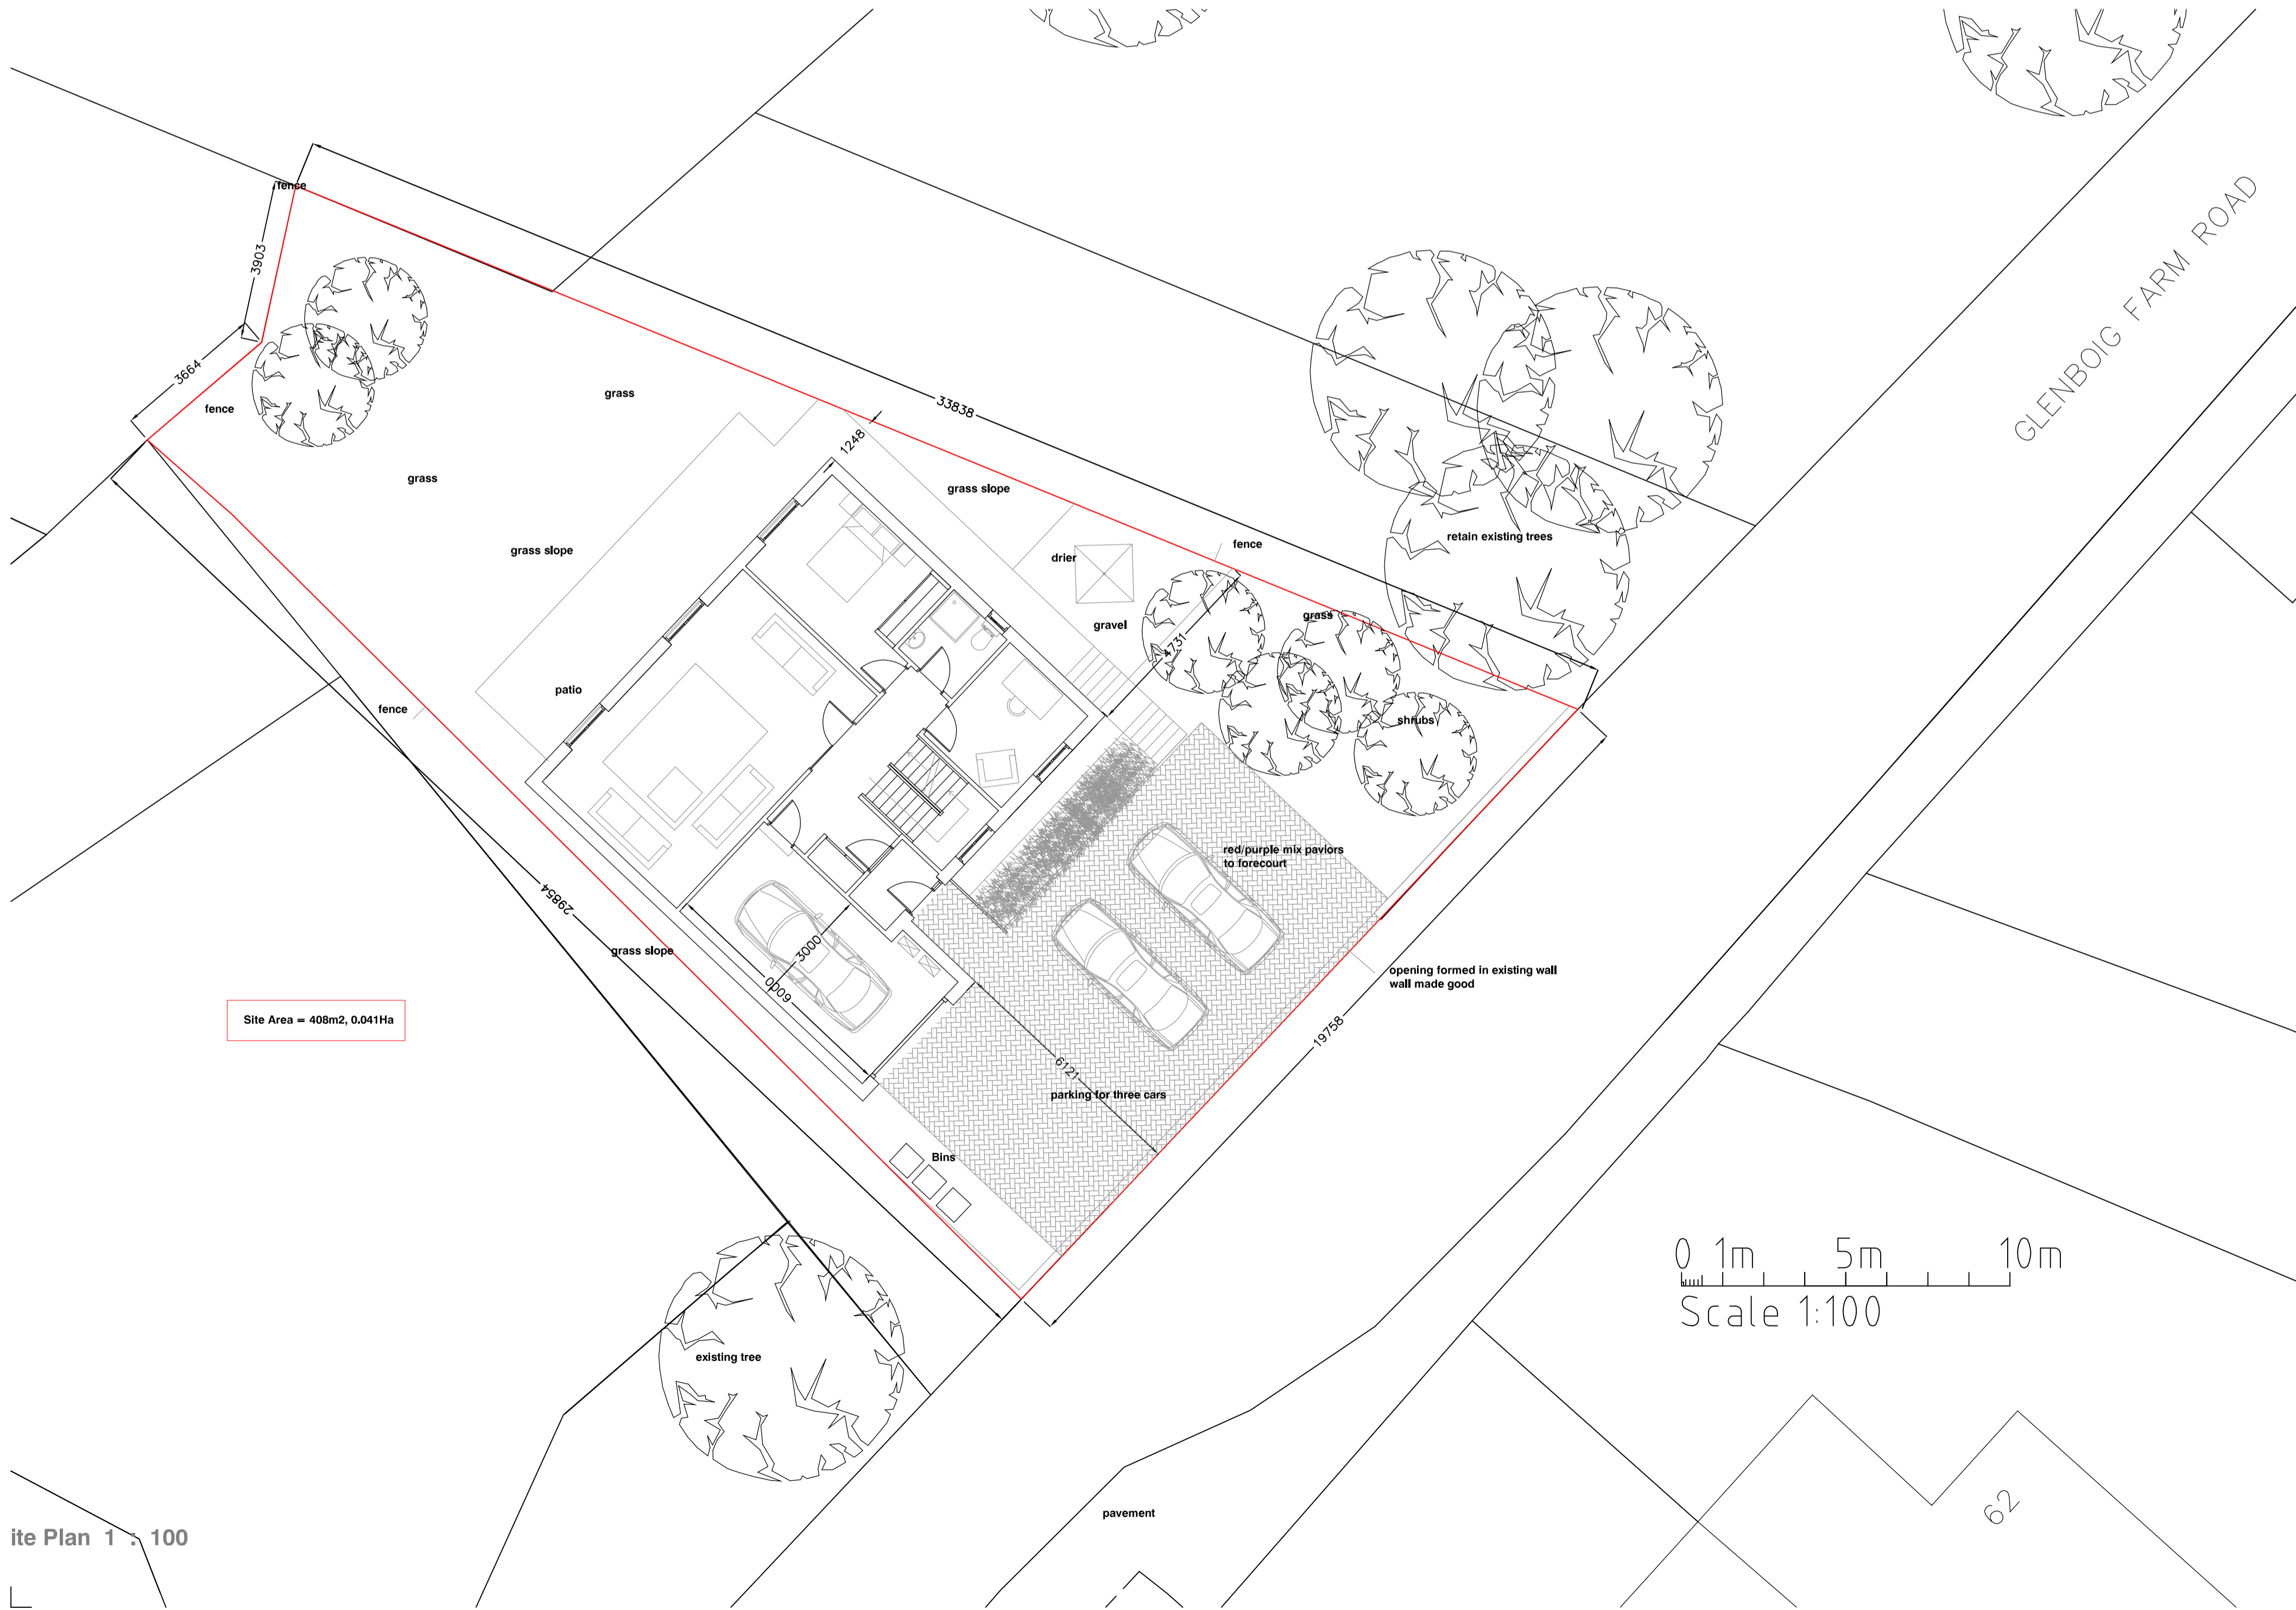 fence
3903
3664
fence
grass
33838
1248
grass
grass slope
grass slope
drier
fence
retain existing trees
GLENBOIG FARM ROAD
gravel
grass
4731
patio
fence
shrubs
red/purple mix paviors
to forecourt
29854
grass slope
3000
6000
opening formed in existing wall
wall made good
Site Area = 408m2, 0.041Ha
19758
6121
parking for three cars
Bins
0 1m 5m 10m
Scale 1:100
existing tree
pavement
62
ite Plan 1 : 100